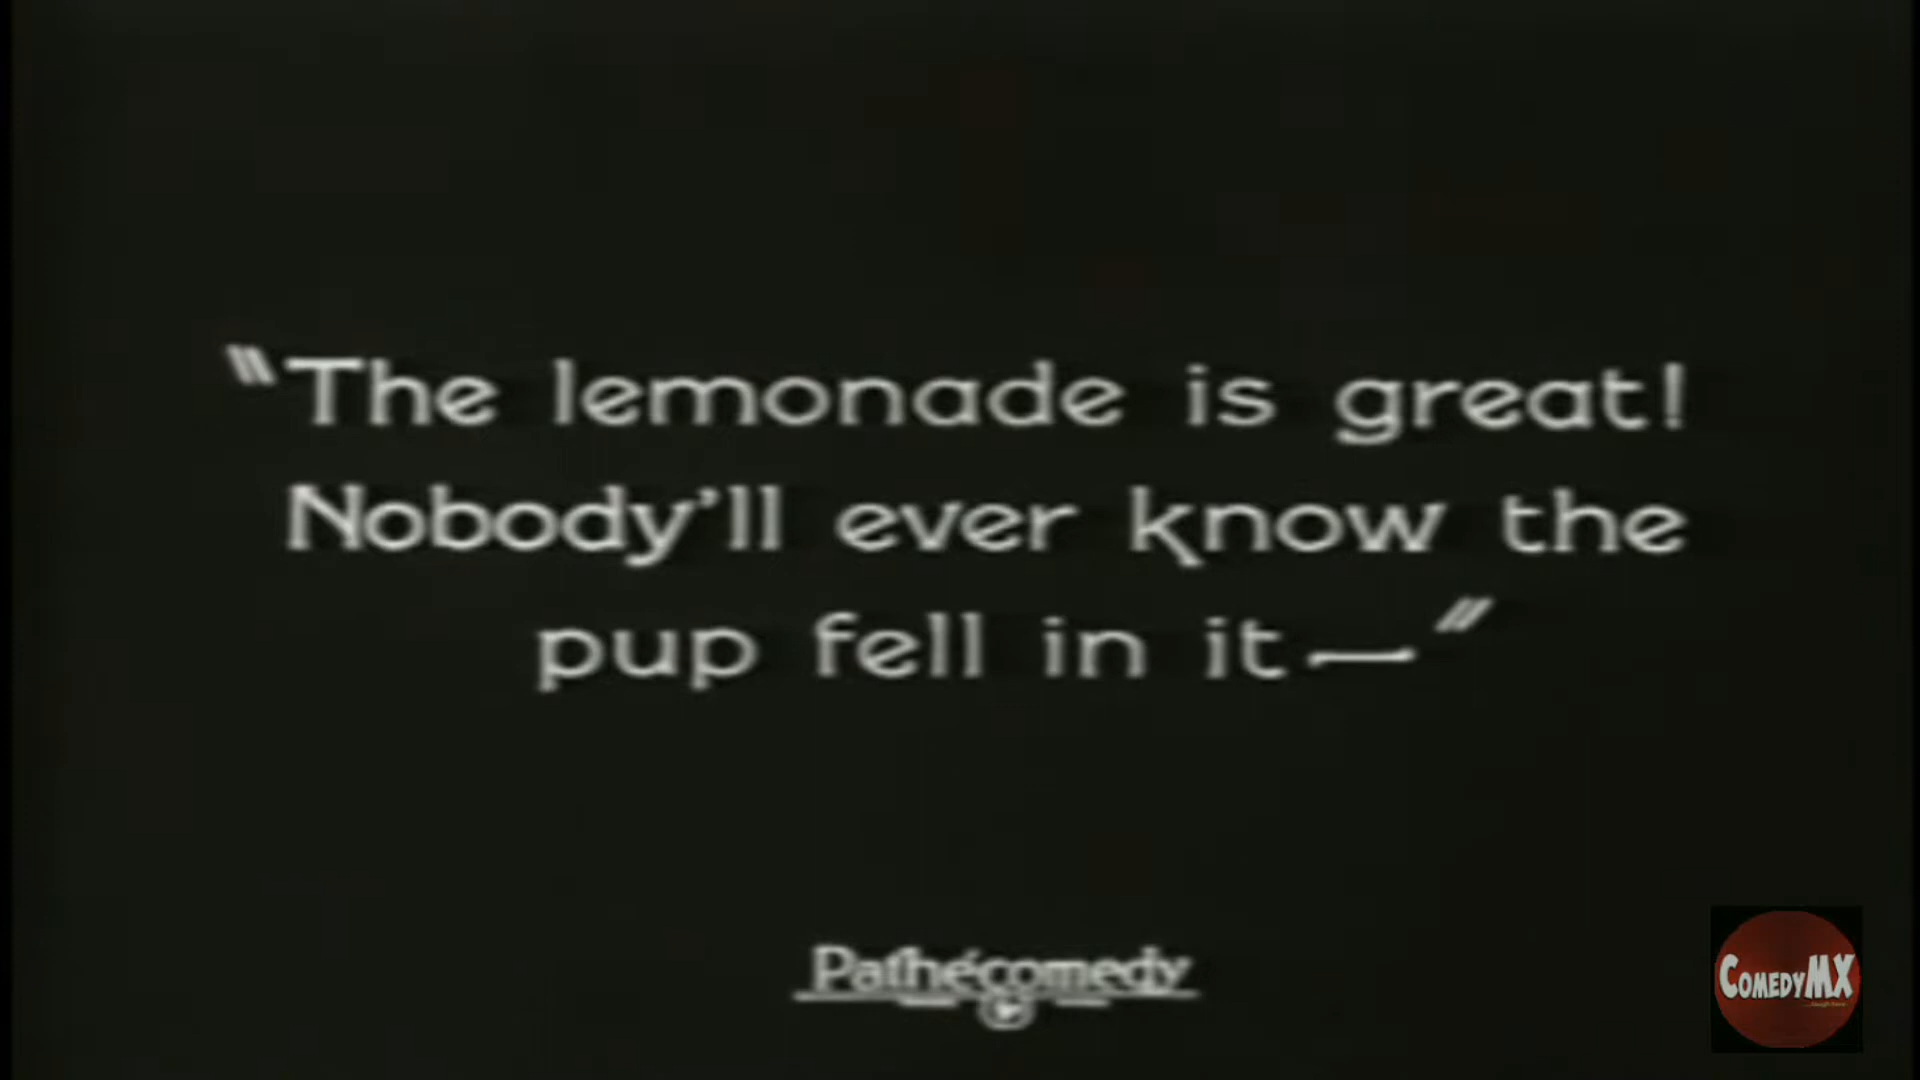 "The lemonade is great!
Nobody'll ever know the
pup fell in it—"
Pathécomedy
COMEDYMX